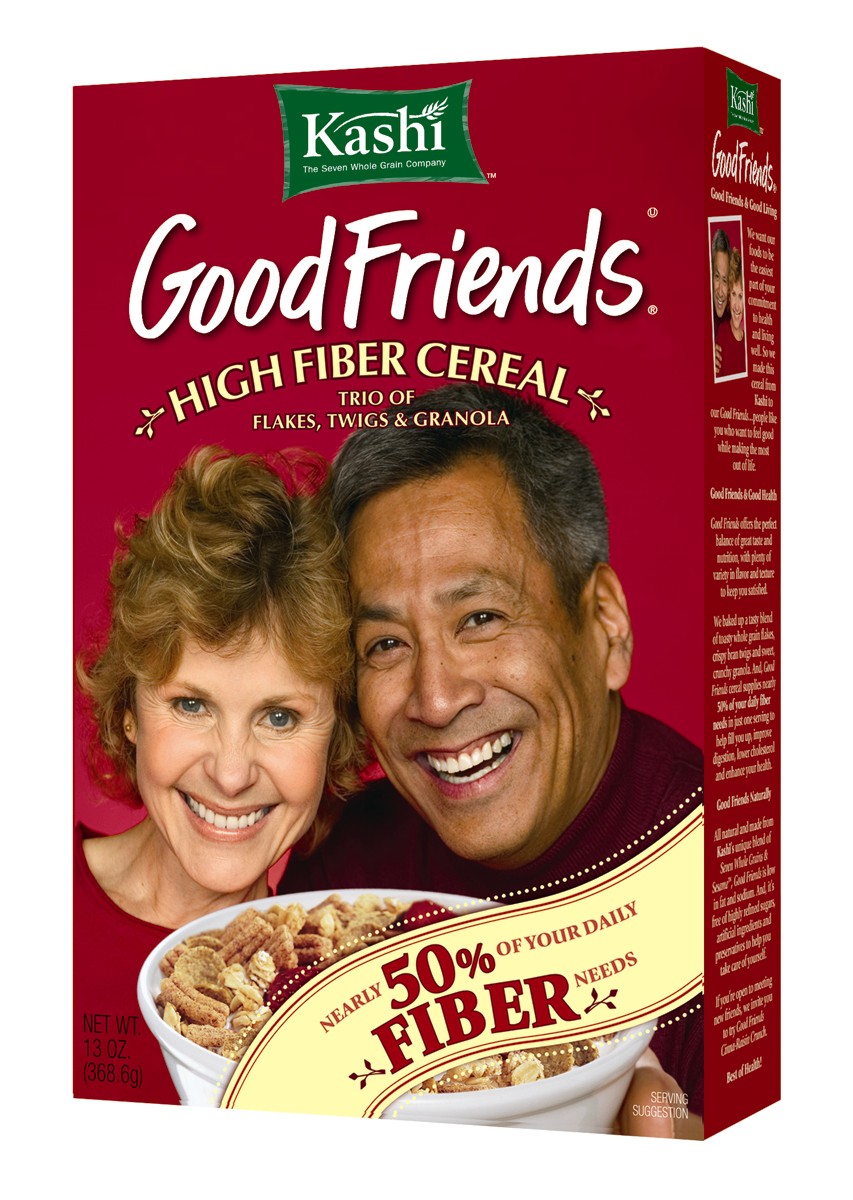 Kashi
The Seven Whole Grain Company
™
Good Friends
Ⓤ
®
HIGH FIBER CEREAL
TRIO OF
FLAKES, TWIGS & GRANOLA
NEARLY 50% OF YOUR DAILY
FIBER NEEDS
NET WT.
13 OZ.
(368.6g)
SERVING
SUGGESTION
Kashi
Good Friends®
Good Friends & Good Living
We want our
foods to be
the easiest
part of your
commitment
to health
and living
well. So we
made this
cereal from
Kashi to
our Good Friends...people like
you who want to feel good
while making the most
out of life.
Good Friends & Good Health
Good Friends offers the perfect
balance of great taste and
nutrition, with plenty of
variety in flavor and texture
to keep you satisfied.
We baked up a tasty blend
of toasty whole grain flakes,
crispy bran twigs and sweet,
crunchy granola. And, Good
Friends cereal supplies nearly
50% of your daily fiber
needs in just one serving to
help fill you up, improve
digestion, lower cholesterol
and enhance your health.
Good Friends Naturally
All natural and made from
Kashi's unique blend of
Seven Whole Grains &
Sesame™, Good Friends is low
in fat and sodium. And, it's
free of highly refined sugars,
artificial ingredients and
preservatives to help you
take care of yourself.
If you're open to meeting
new friends, we invite you
to try Good Friends
Cinna-Raisin Crunch.
Best of Health!